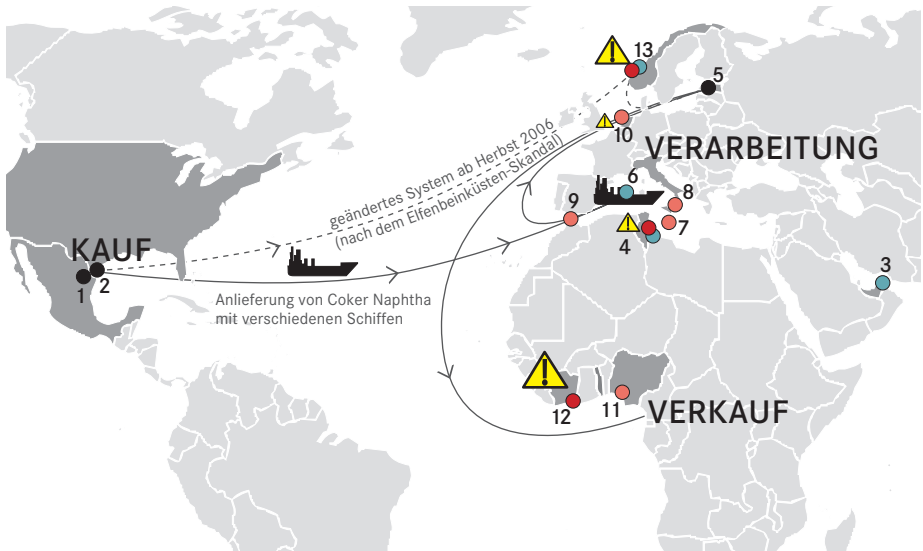 13
5
10
VERARBEITUNG
geändertes System ab Herbst 2006
(nach dem Elfenbeinküsten-Skandal)
6
8
9
7
4
KAUF
1
2
3
Anlieferung von Coker Naphtha
mit verschiedenen Schiffen
12
11
VERKAUF